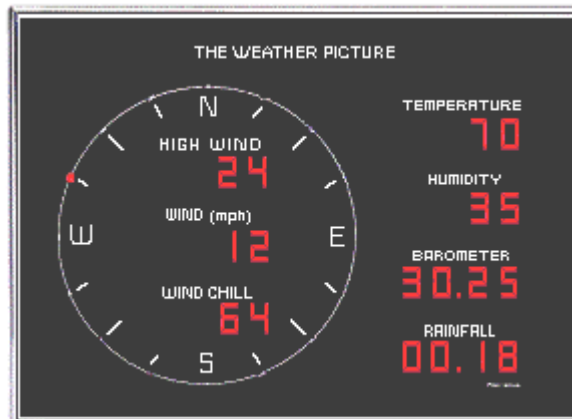 THE WEATHER PICTURE
N
HIGH WIND
24
WIND (mph)
12
WIND CHILL
64
W
E
S
TEMPERATURE
70
HUMIDITY
35
BAROMETER
30.25
RAINFALL
00.18